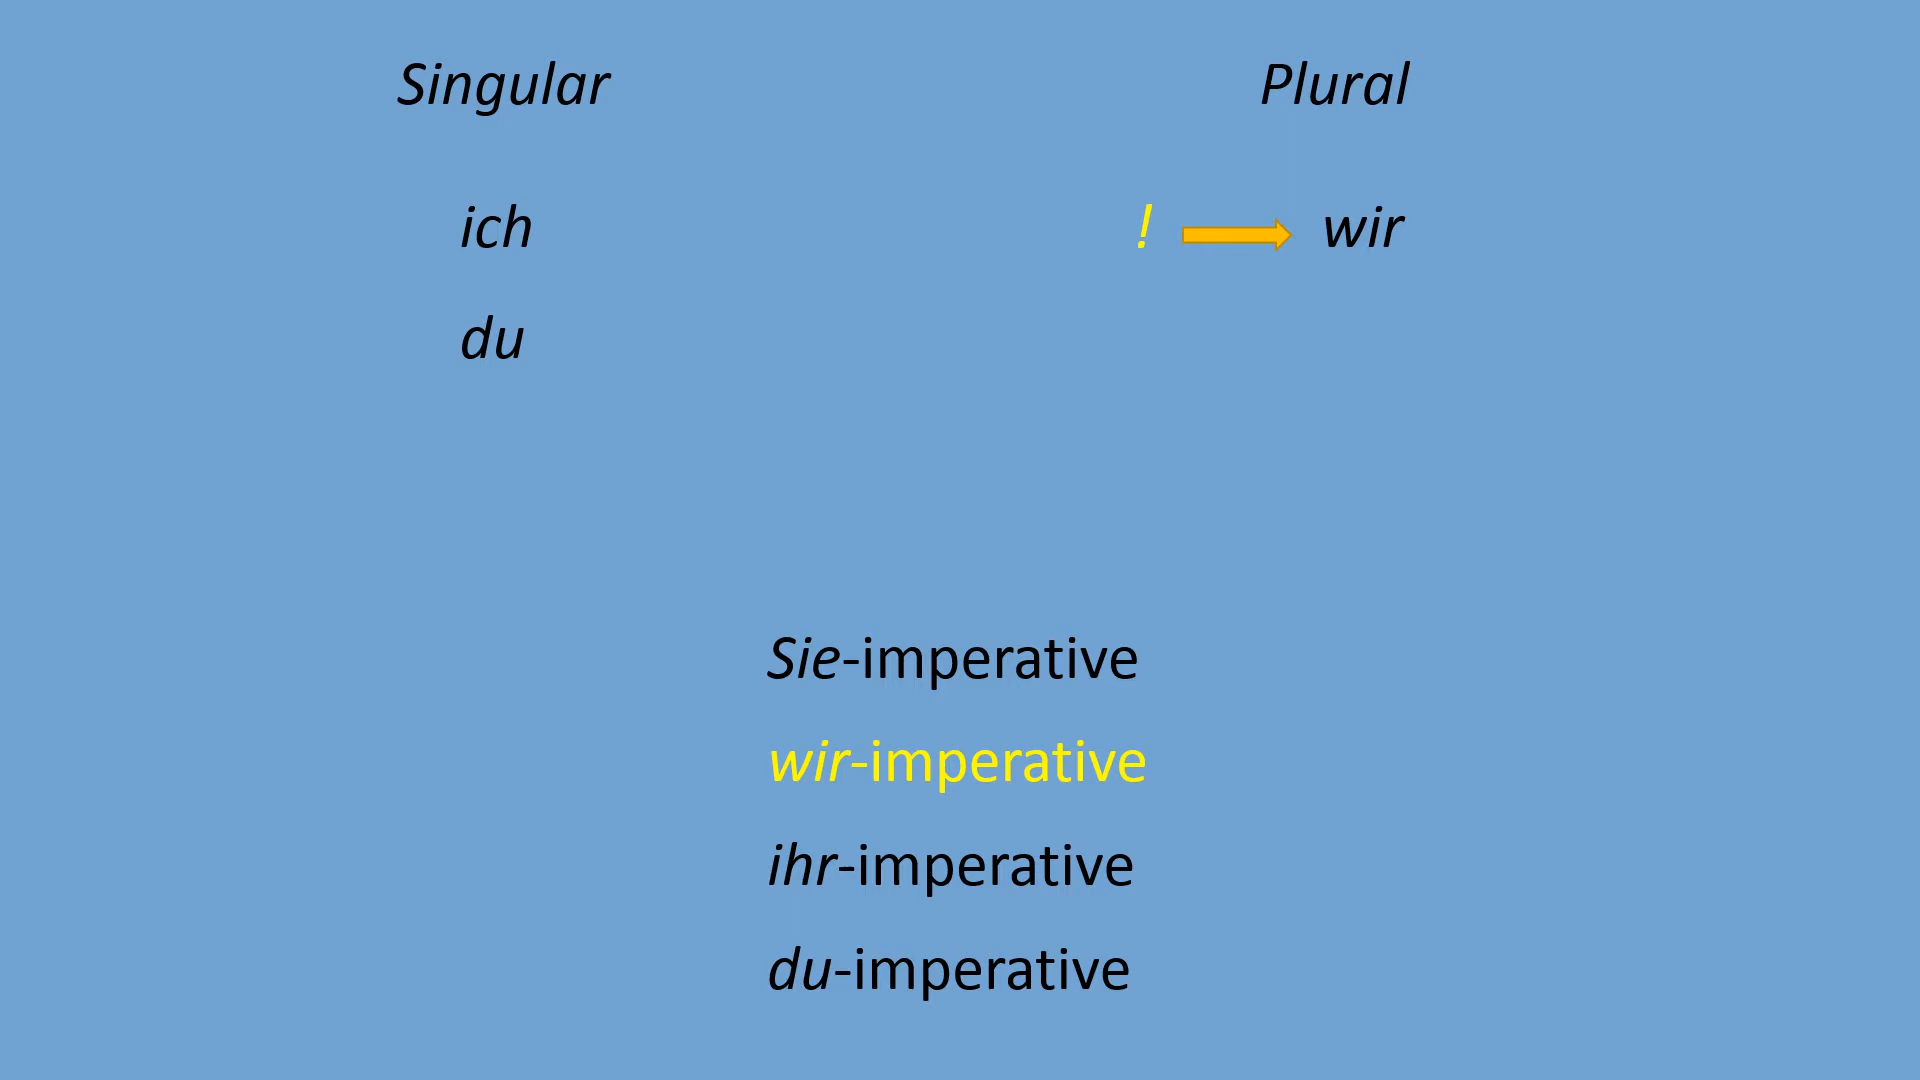 Singular Plural
ich ! wir
du
Sie-imperative
wir-imperative
ihr-imperative
du-imperative